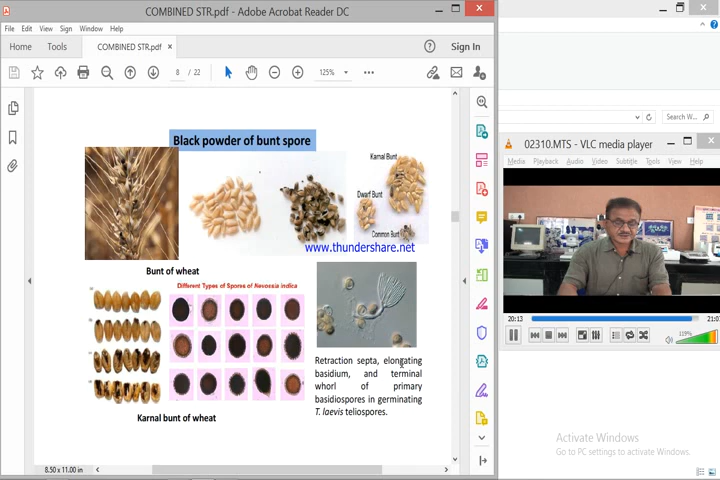 COMBINED STR.pdf - Adobe Acrobat Reader DC
File Edit View Sign Window Help
Home Tools COMBINED STR.pdf × Sign In
8 / 22 125%
Black powder of bunt spore
Karnal Bunt
Dwarf Bunt
Common Bunt
www.thundershare.net
Bunt of wheat
Different Types of Spores of Nevossia indica
Retraction septa, elongating
basidium, and terminal
whorl of primary
basidiospores in germinating
T. laevis teliospores.
Karnal bunt of wheat
8.50 x 11.00 in
Search W...
02310.MTS - VLC media player
Media Playback Audio Video Subtitle Tools View Help
20:13
119%
Activate Windows
Go to PC settings to activate Windows.